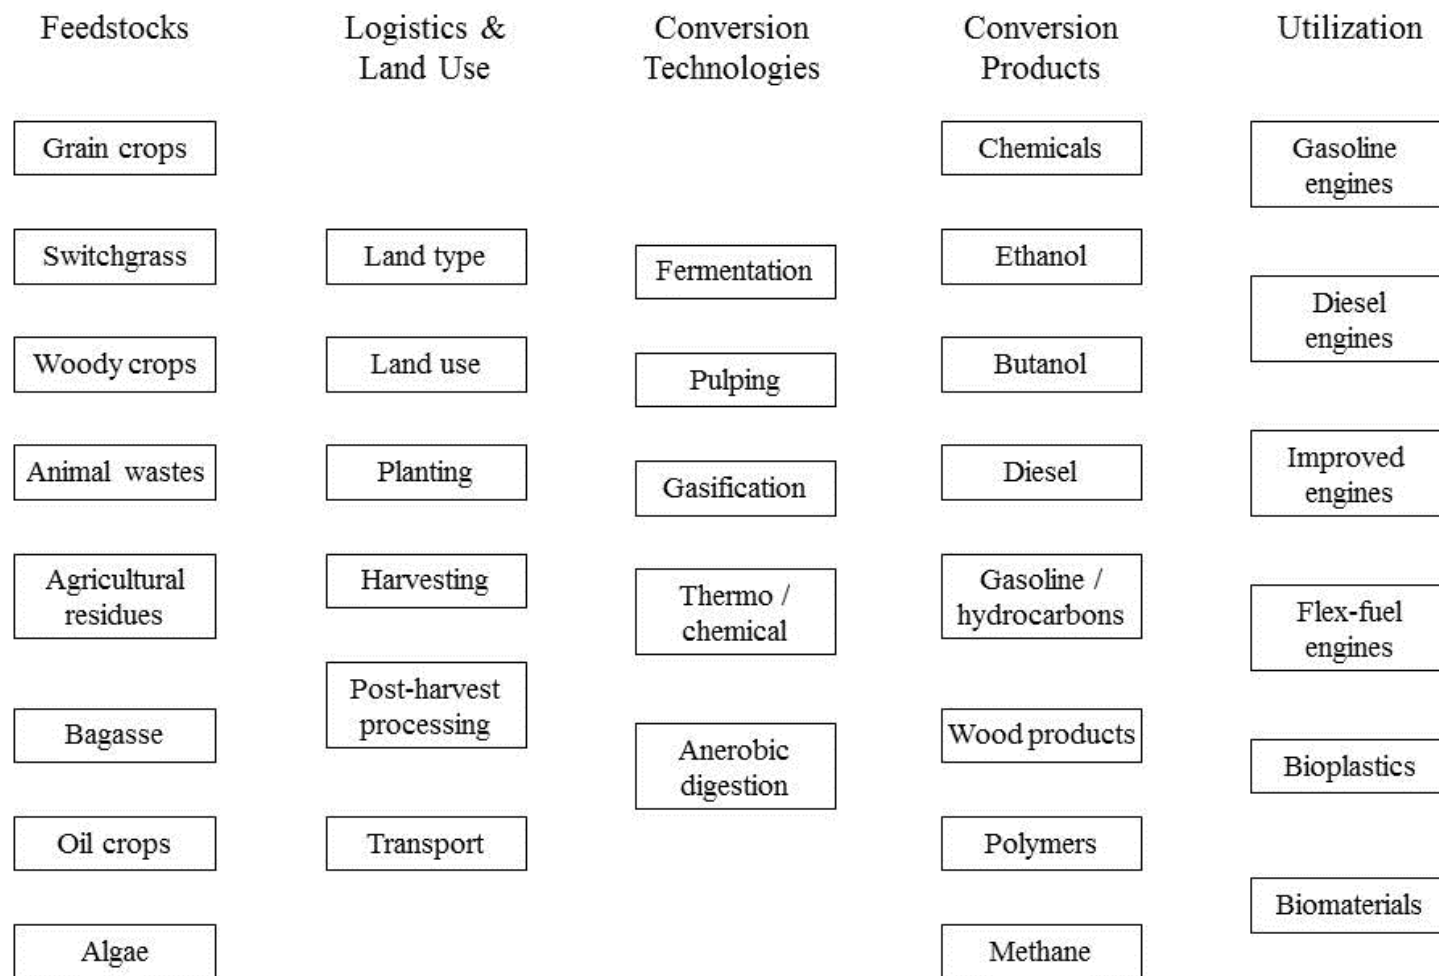 Feedstocks
Logistics &
Land Use
Conversion
Technologies
Conversion
Products
Utilization
Grain crops
Switchgrass
Woody crops
Animal wastes
Agricultural
residues
Bagasse
Oil crops
Algae
Land type
Land use
Planting
Harvesting
Post-harvest
processing
Transport
Fermentation
Pulping
Gasification
Thermo /
chemical
Anerobic
digestion
Chemicals
Ethanol
Butanol
Diesel
Gasoline /
hydrocarbons
Wood products
Polymers
Methane
Gasoline
engines
Diesel
engines
Improved
engines
Flex-fuel
engines
Bioplastics
Biomaterials